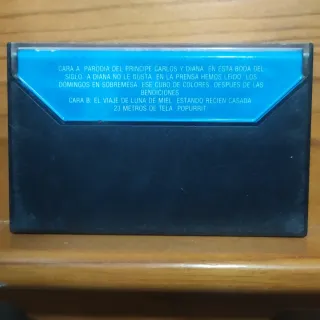 CARA A: PARODIA DEL PRINCIPE CARLOS Y DIANA. EN ESTA BODA DEL
SIGLO. A DIANA NO LE GUSTA. EN LA PRENSA HEMOS LEIDO. LOS
DOMINGOS EN SOBREMESA. ESE CUBO DE COLORES. DESPUES DE LAS
BENDICIONES.
CARA B: EL VIAJE DE LUNA DE MIEL. ESTANDO RECIEN CASADA.
23 METROS DE TELA. POPURRIT.